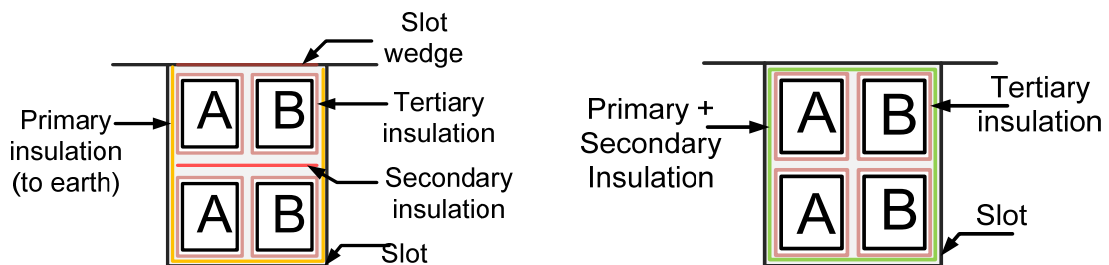 Slot
wedge
Primary
insulation
(to earth)
A
B
Tertiary
insulation
A
B
Secondary
insulation
Slot
Primary +
Secondary
Insulation
A
B
Tertiary
insulation
A
B
Slot